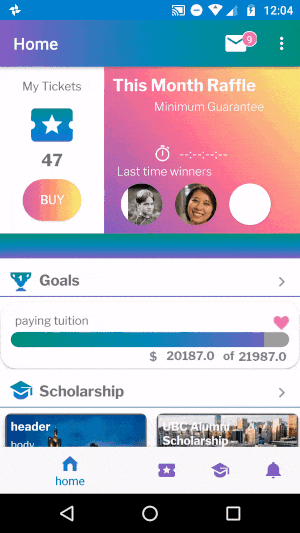 12:04
Home
9
My Tickets
47
BUY
This Month Raffle
Minimum Guarantee
--:--:--:--
Last time winners
1
Goals
paying tuition
$ 20187.0 of 21987.0
Scholarship
header
body
UBC Alumni
Scholarship
home